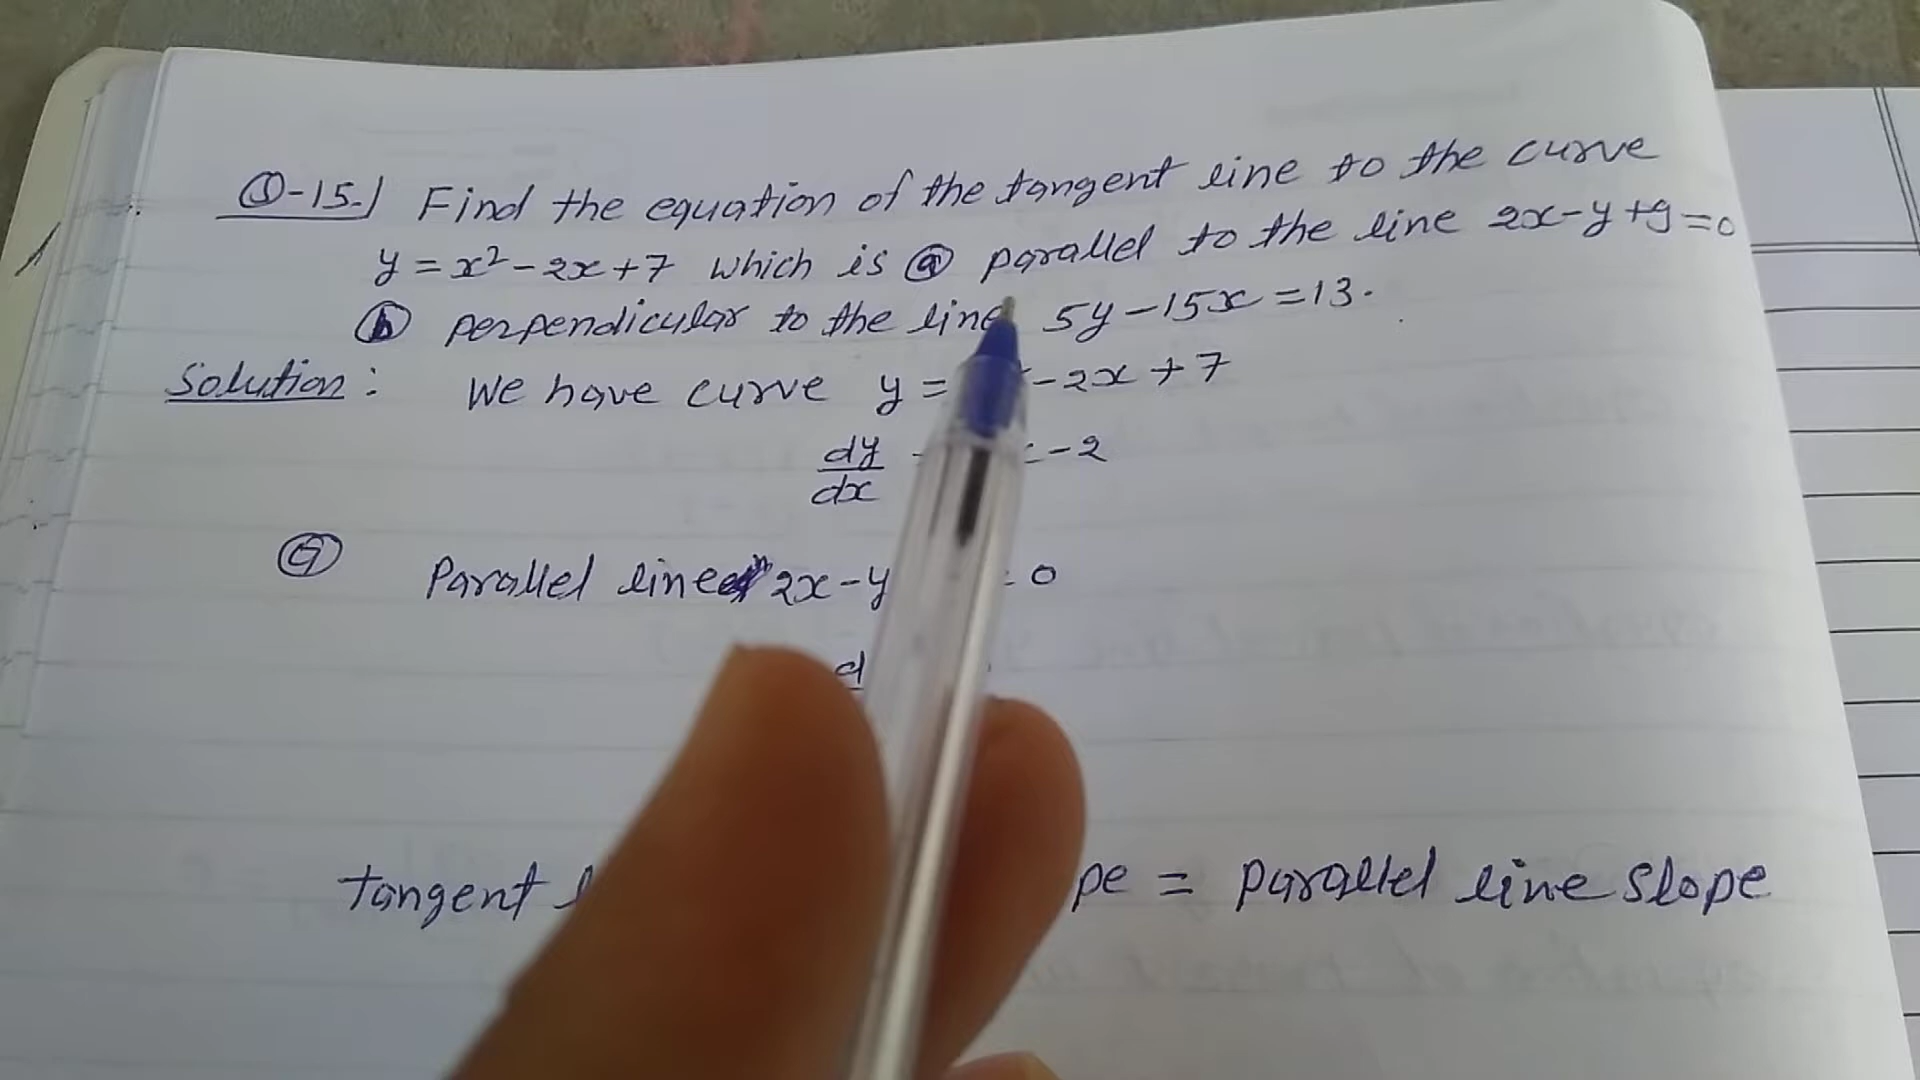 Q-15.) Find the equation of the tangent line to the curve
y = x² - 2x + 7 which is ⓐ parallel to the line 2x - y + 9 = 0
ⓑ perpendicular to the line 5y - 15x = 13.
Solution : We have curve y = - 2x + 7
dy/dx - 2
ⓐ Parallel line 2x - y = 0
d
tangent = parallel line slope